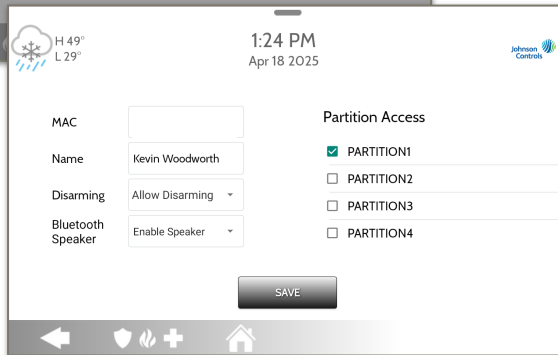 H 49°
L 29°
1:24 PM
Apr 18 2025
Johnson
Controls
MAC
Name
Kevin Woodworth
Disarming
Allow Disarming
Bluetooth
Speaker
Enable Speaker
Partition Access
PARTITION1
PARTITION2
PARTITION3
PARTITION4
SAVE